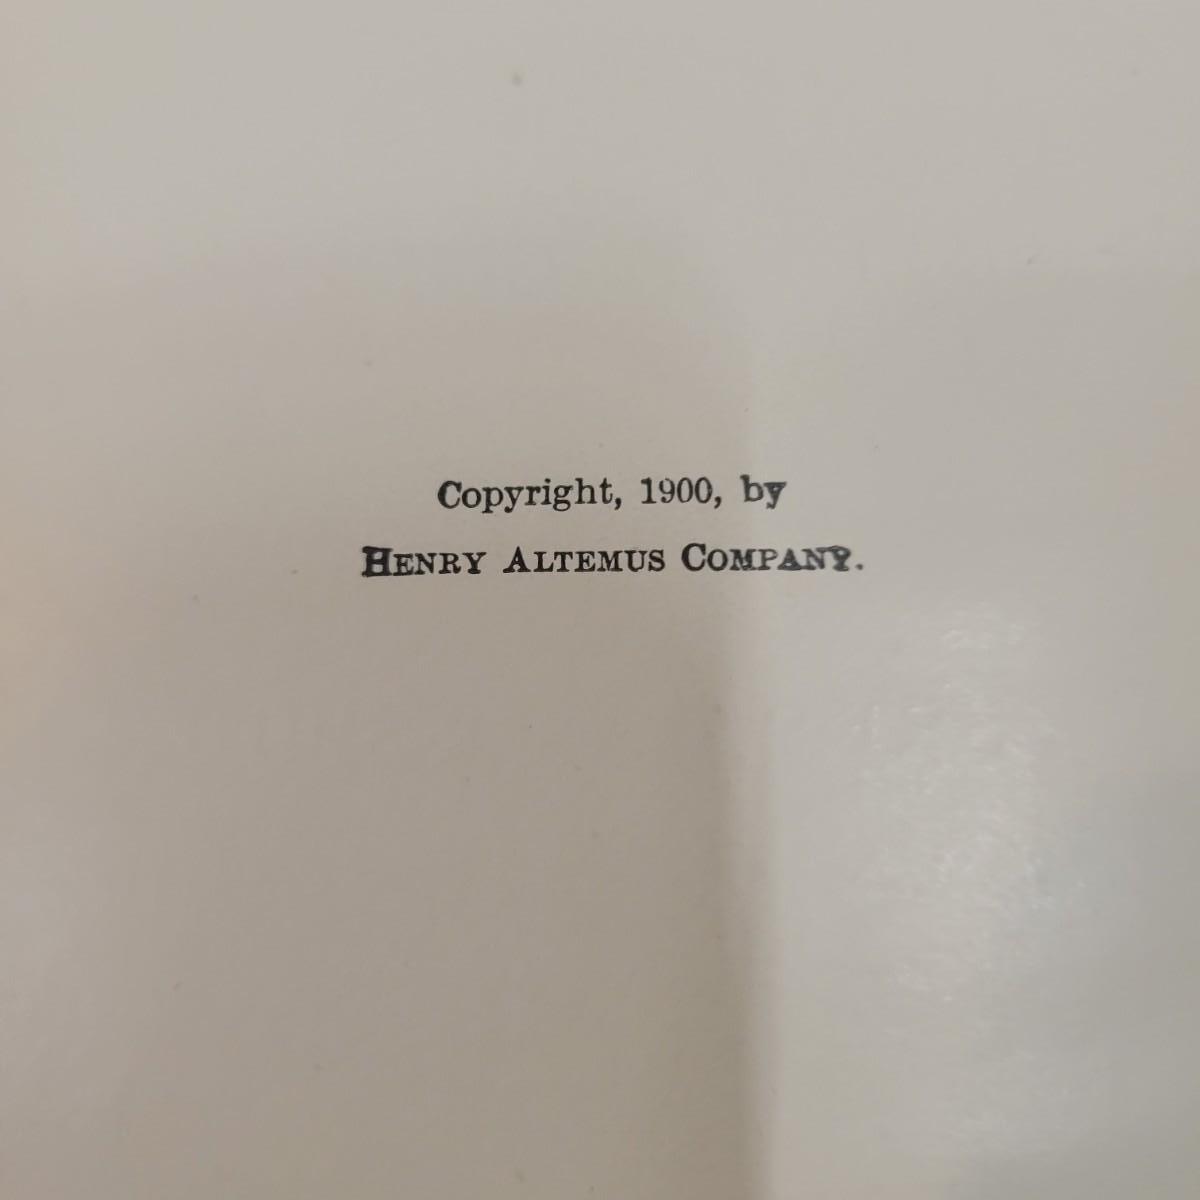 Copyright, 1900, by
HENRY ALTEMUS COMPANY.